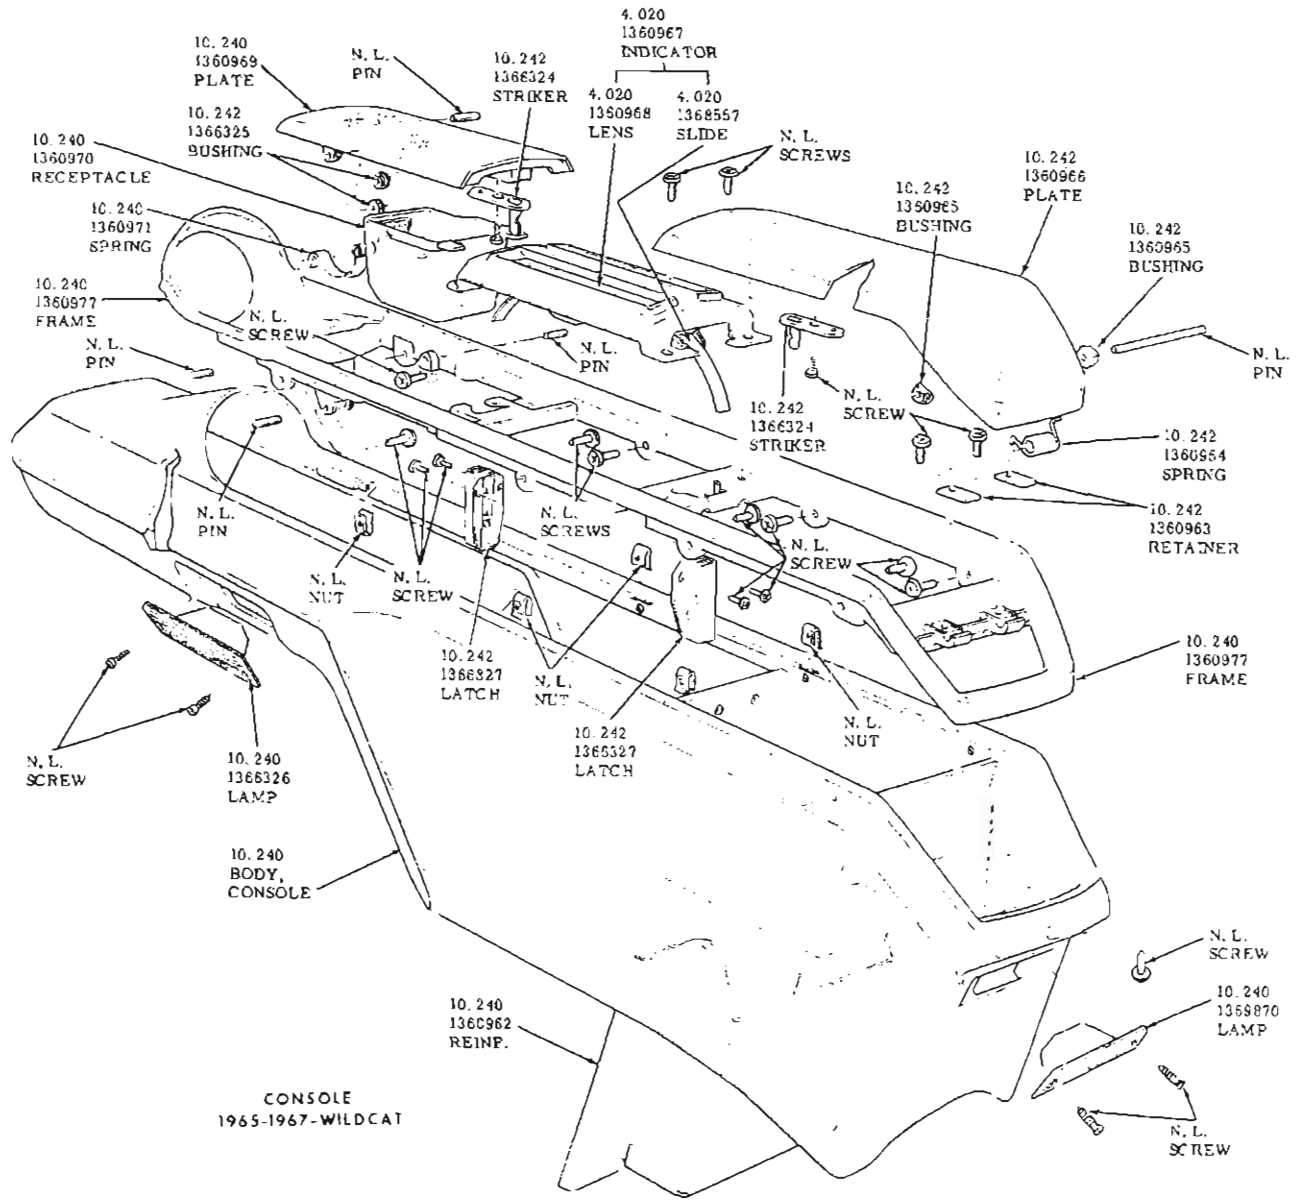 4.020
1360967
INDICATOR
10.240
1360969
PLATE
N.L.
PIN
10.242
1366324
STRIKER
4.020
1360968
LENS
4.020
1368557
SLIDE
10.242
1366325
BUSHING
N.L.
SCREWS
10.240
1360970
RECEPTACLE
10.242
1360966
PLATE
10.242
1360965
BUSHING
10.240
1360971
SPRING
10.242
1360965
BUSHING
10.240
1360977
FRAME
N.L.
SCREW
N.L.
PIN
N.L.
PIN
N.L.
PIN
N.L.
SCREW
10.242
1366324
STRIKER
10.242
1360964
SPRING
N.L.
PIN
N.L.
SCREWS
10.242
1360963
RETAINER
N.L.
SCREW
N.L.
NUT
N.L.
SCREW
10.240
1360977
FRAME
10.242
1366327
LATCH
N.L.
NUT
N.L.
NUT
10.242
1366327
LATCH
N.L.
SCREW
10.240
1366326
LAMP
10.240
BODY,
CONSOLE
N.L.
SCREW
10.240
1369870
LAMP
10.240
1360962
REINF.
CONSOLE
1965-1967-WILDCAT
N.L.
SCREW